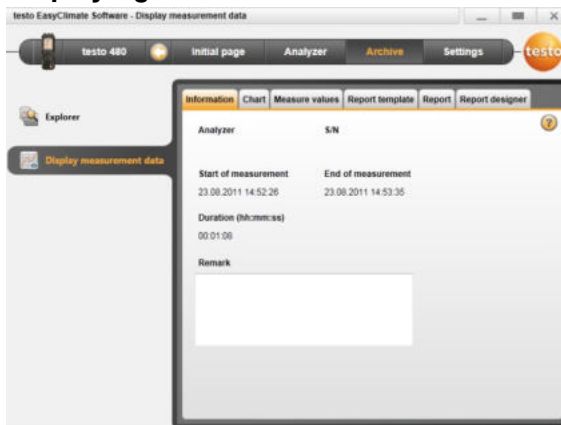 testo EasyClimate Software - Display measurement data
testo 480 Initial page Analyzer Archive Settings testo
Explorer
Display measurement data
Information Chart Measure values Report template Report Report designer
?
Analyzer S/N
Start of measurement End of measurement
23.08.2011 14:52:26 23.08.2011 14:53:35
Duration (hh:mm:ss)
00:01:08
Remark